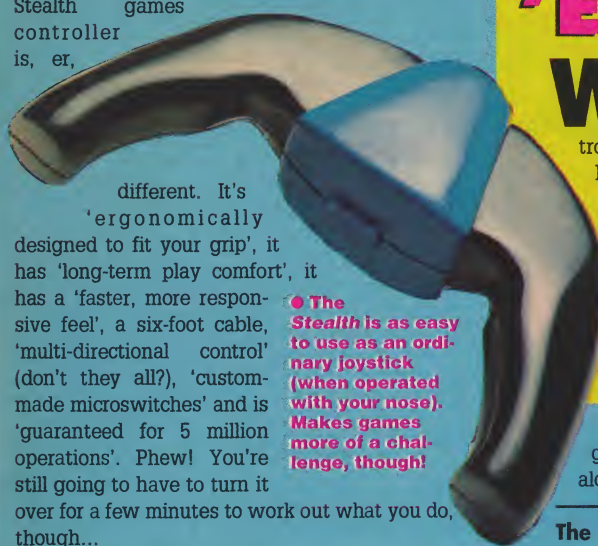 Stealth games
controller
is, er,
different. It's
'ergonomically
designed to fit your grip', it
has 'long-term play comfort', it
has a 'faster, more respon-
sive feel', a six-foot cable,
'multi-directional control'
(don't they all?), 'custom-
made microswitches' and is
'guaranteed for 5 million
operations'. Phew! You're
still going to have to turn it
over for a few minutes to work out what you do,
though...
● The
Stealth is as easy
to use as an ordi-
nary joystick
(when operated
with your nose).
Makes games
more of a chal-
lenge, though!
The